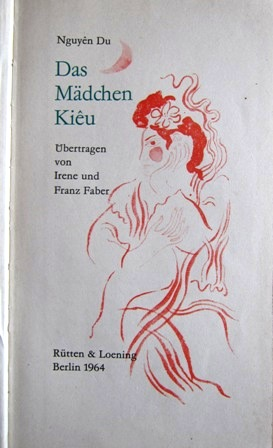 Nguyên Du
Das
Mädchen
Kiêu
Übertragen
von
Irene und
Franz Faber
Rütten & Loening
Berlin 1964